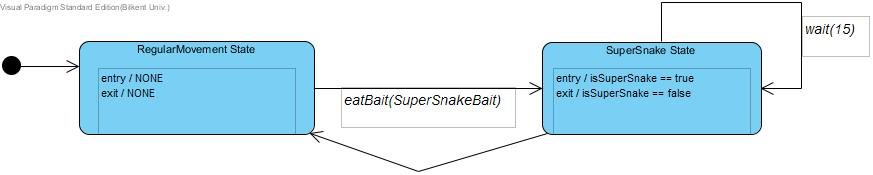 Visual Paradigm Standard Edition(Bilkent Univ.)
RegularMovement State
entry / NONE
exit / NONE
eatBait(SuperSnakeBait)
SuperSnake State
entry / isSuperSnake == true
exit / isSuperSnake == false
wait(15)